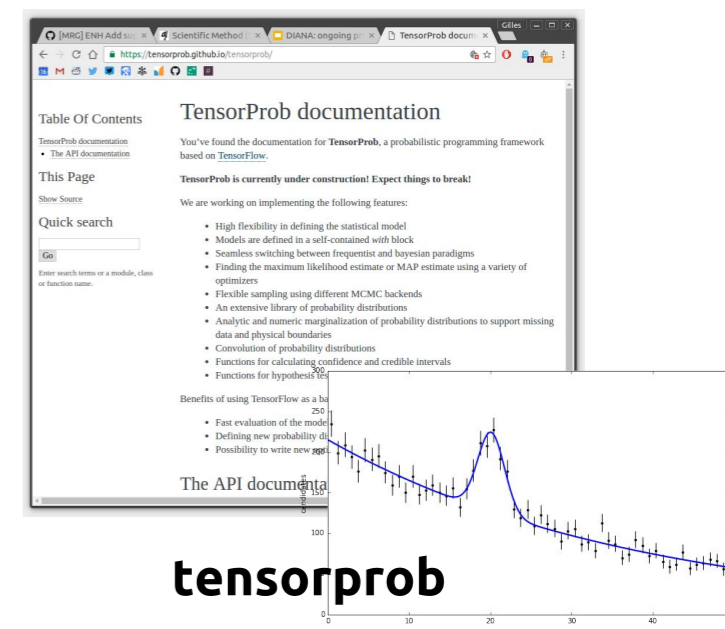 Gilles
[MRG] ENH Add su
Scientific Method
DIANA: ongoing pr
TensorProb docum
https://tensorprob.github.io/tensorprob/
Table Of Contents
TensorProb documentation
The API documentation
This Page
Show Source
Quick search
Go
Enter search terms or a module, class
or function name.
TensorProb documentation
You've found the documentation for TensorProb, a probabilistic programming framework
based on TensorFlow.
TensorProb is currently under construction! Expect things to break!
We are working on implementing the following features:
• High flexibility in defining the statistical model
• Models are defined in a self-contained with block
• Seamless switching between frequentist and bayesian paradigms
• Finding the maximum likelihood estimate or MAP estimate using a variety of
optimizers
• Flexible sampling using different MCMC backends
• An extensive library of probability distributions
• Analytic and numeric marginalization of probability distributions to support missing
data and physical boundaries
• Convolution of probability distributions
• Functions for calculating confidence and credible intervals
• Functions for hypothesis tes
Benefits of using TensorFlow as a ba
• Fast evaluation of the mode
• Defining new probability di
• Possibility to write new
The API documenta
300
250
200
150
100
0
0 10 20 30 40
tensorprob